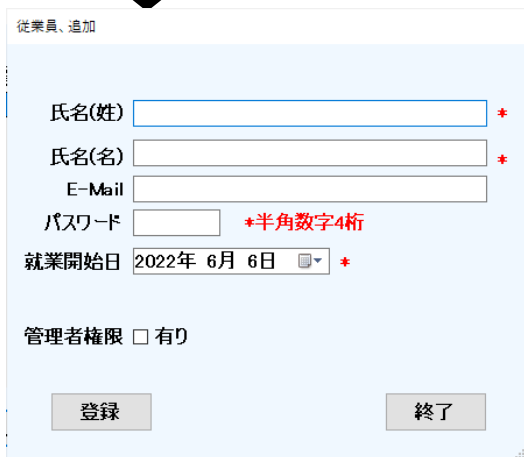 従業員、追加
氏名(姓) *
氏名(名) *
E-Mail
パスワード *半角数字4桁
就業開始日 2022年 6月 6日 *
管理者権限 有り
登録 終了